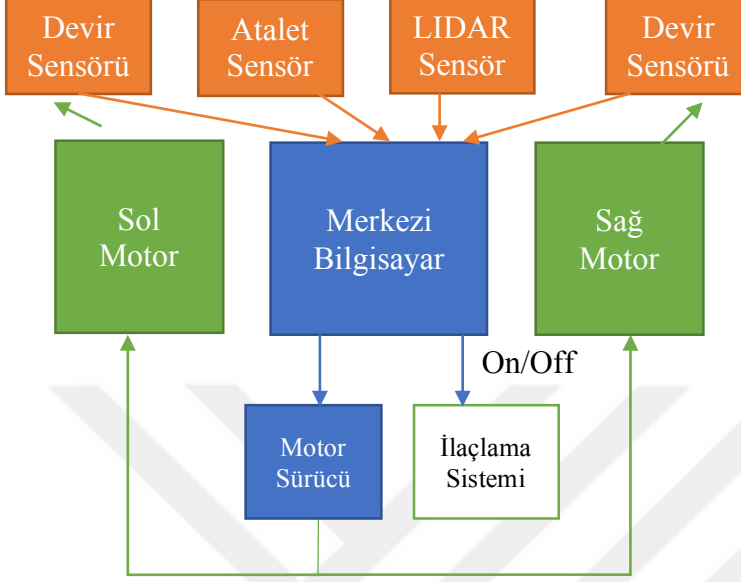 Devir
Sensörü
Atalet
Sensör
LIDAR
Sensör
Devir
Sensörü
Sol
Motor
Merkezi
Bilgisayar
Sağ
Motor
On/Off
Motor
Sürücü
İlaçlama
Sistemi